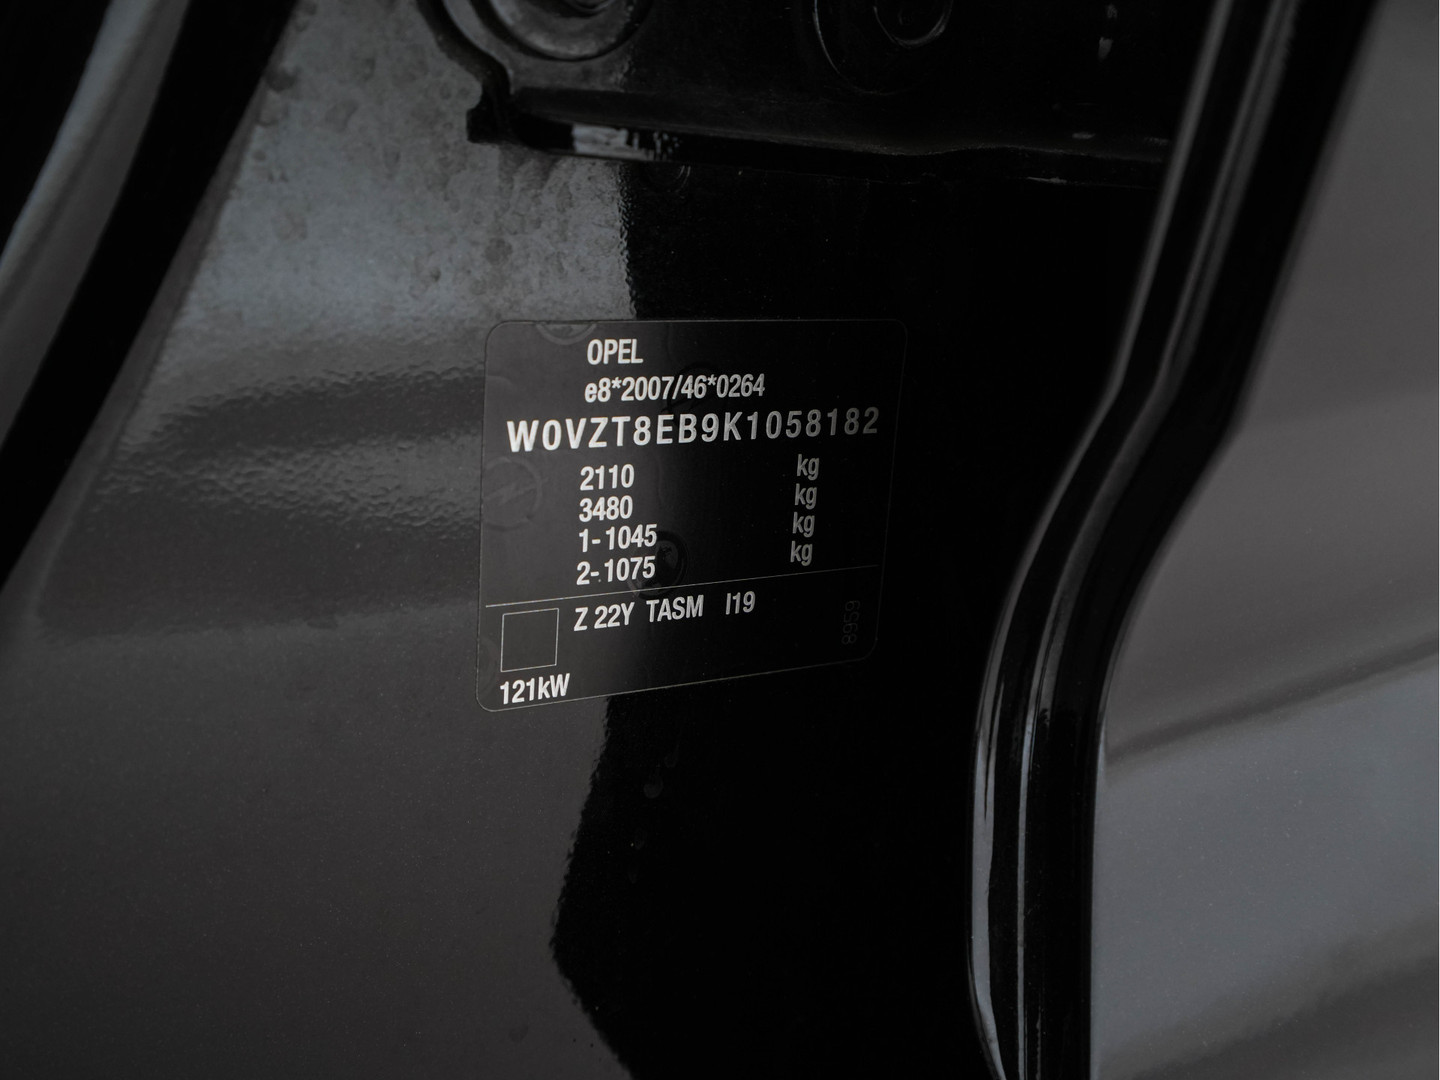 OPEL
e8*2007/46*0264
W0VZT8EB9K1058182
2110 kg
3480 kg
1-1045 kg
2-1075 kg
Z 22Y TASM I19
8959
121kW